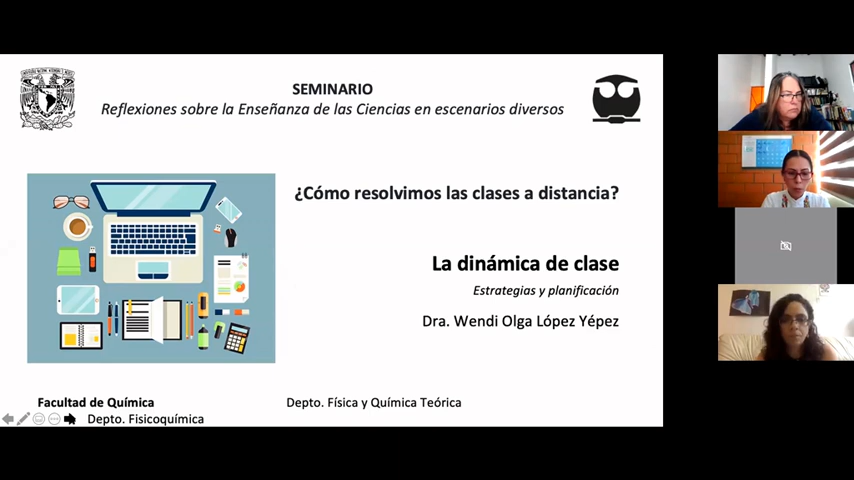 SEMINARIO
Reflexiones sobre la Enseñanza de las Ciencias en escenarios diversos
¿Cómo resolvimos las clases a distancia?
La dinámica de clase
Estrategias y planificación
Dra. Wendi Olga López Yépez
Facultad de Química
Depto. Física y Química Teórica
Depto. Fisicoquímica